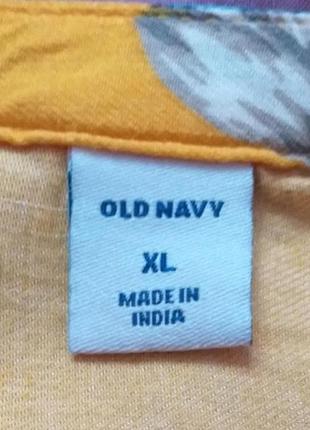 OLD NAVY
XL
MADE IN
INDIA